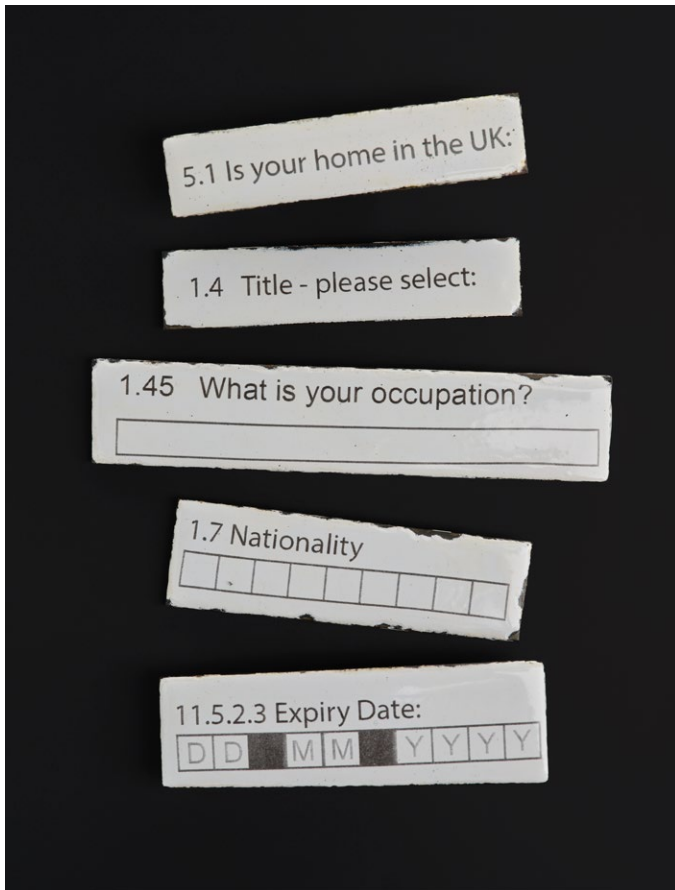 5.1 Is your home in the UK:
1.4 Title - please select:
1.45 What is your occupation?
1.7 Nationality
11.5.2.3 Expiry Date:
D D M M Y Y Y Y